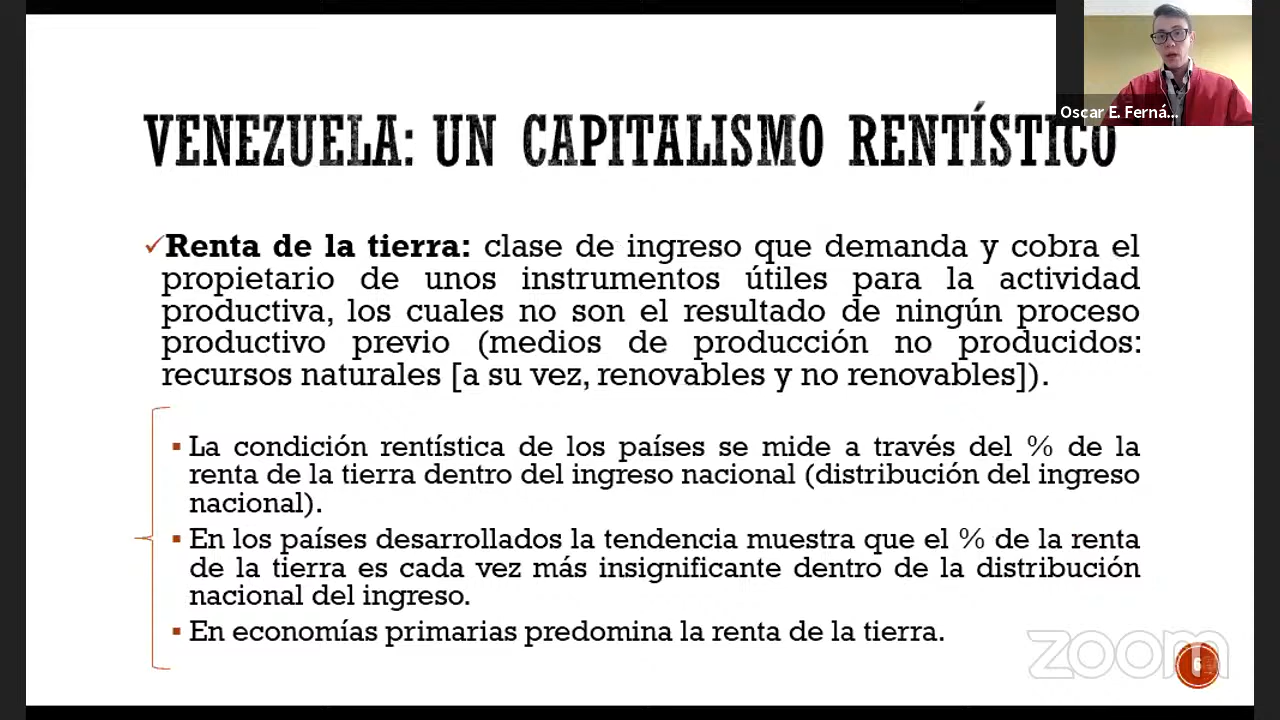 Oscar E. Ferná...
VENEZUELA: UN CAPITALISMO RENTÍSTICO
✓Renta de la tierra: clase de ingreso que demanda y cobra el
propietario de unos instrumentos útiles para la actividad
productiva, los cuales no son el resultado de ningún proceso
productivo previo (medios de producción no producidos:
recursos naturales [a su vez, renovables y no renovables]).
▪ La condición rentística de los países se mide a través del % de la
renta de la tierra dentro del ingreso nacional (distribución del ingreso
nacional).
▪ En los países desarrollados la tendencia muestra que el % de la renta
de la tierra es cada vez más insignificante dentro de la distribución
nacional del ingreso.
▪ En economías primarias predomina la renta de la tierra.
zoom
6